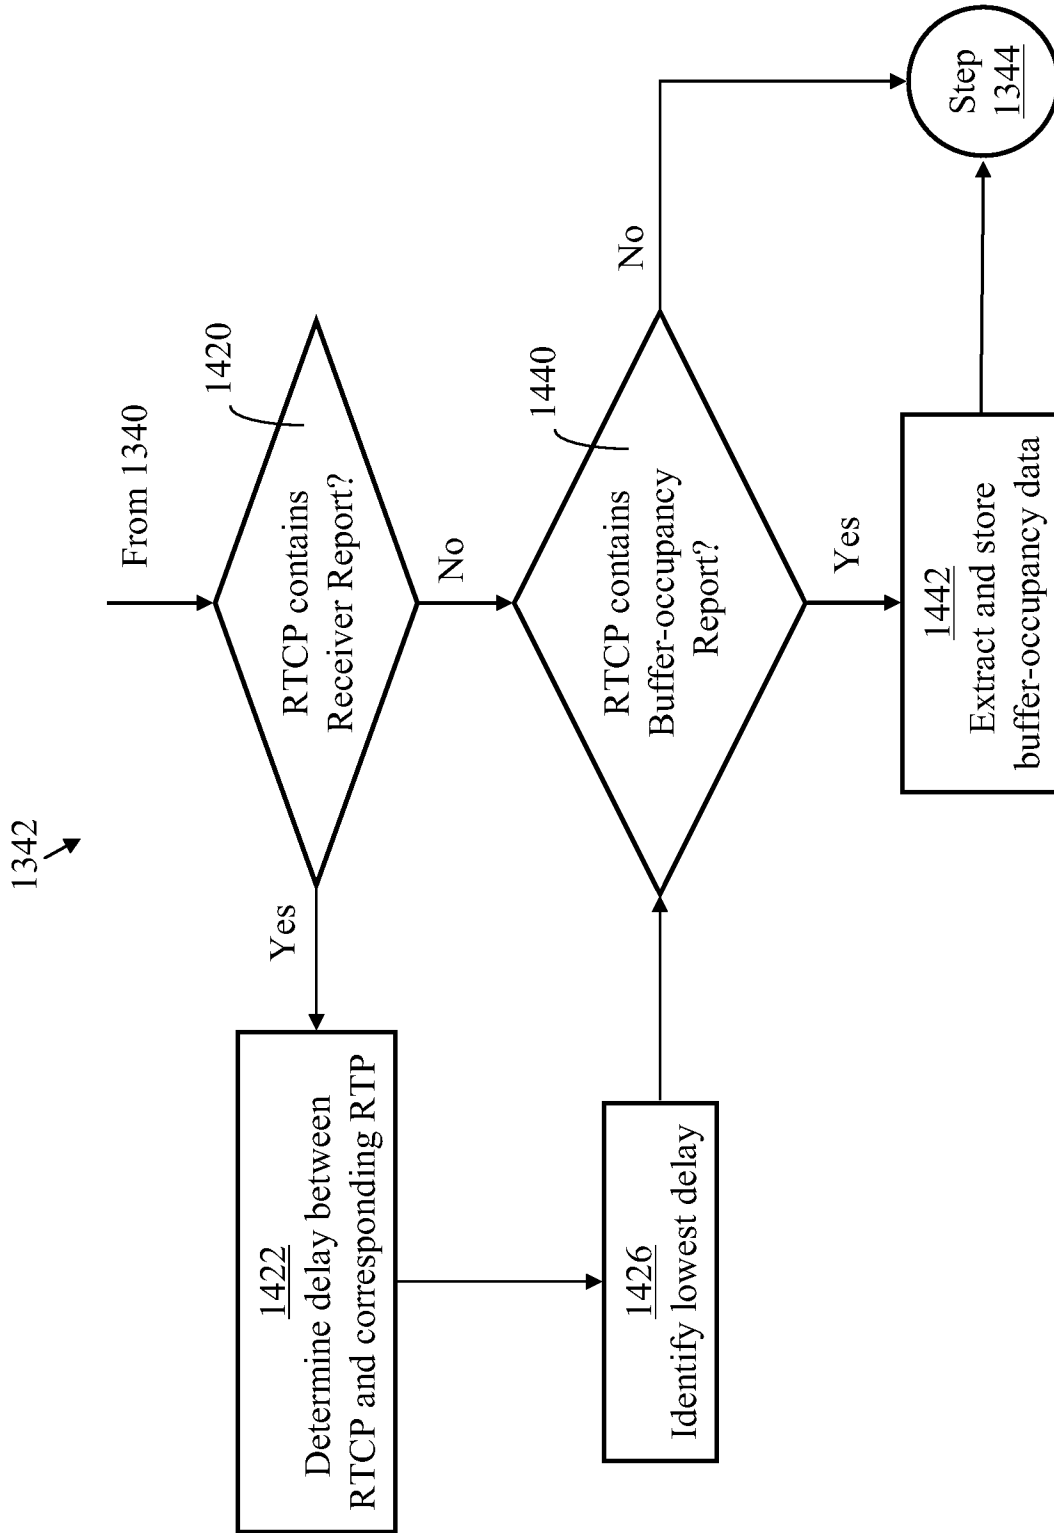 1342
From 1340
1420
RTCP contains
Receiver Report?
Yes
No
1422
Determine delay between
RTCP and corresponding RTP
1426
Identify lowest delay
1440
RTCP contains
Buffer-occupancy
Report?
No
Yes
1442
Extract and store
buffer-occupancy data
Step
1344